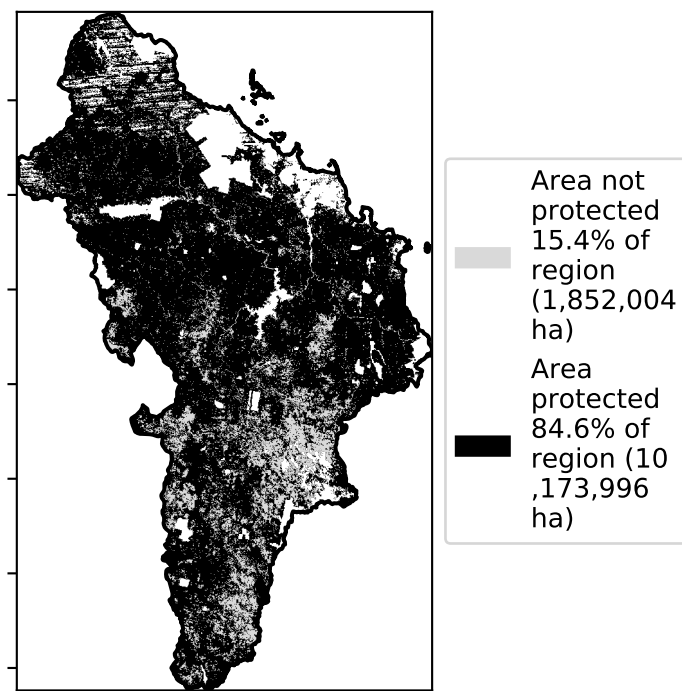 Area not
protected
15.4% of
region
(1,852,004
ha)
Area
protected
84.6% of
region (10
,173,996
ha)